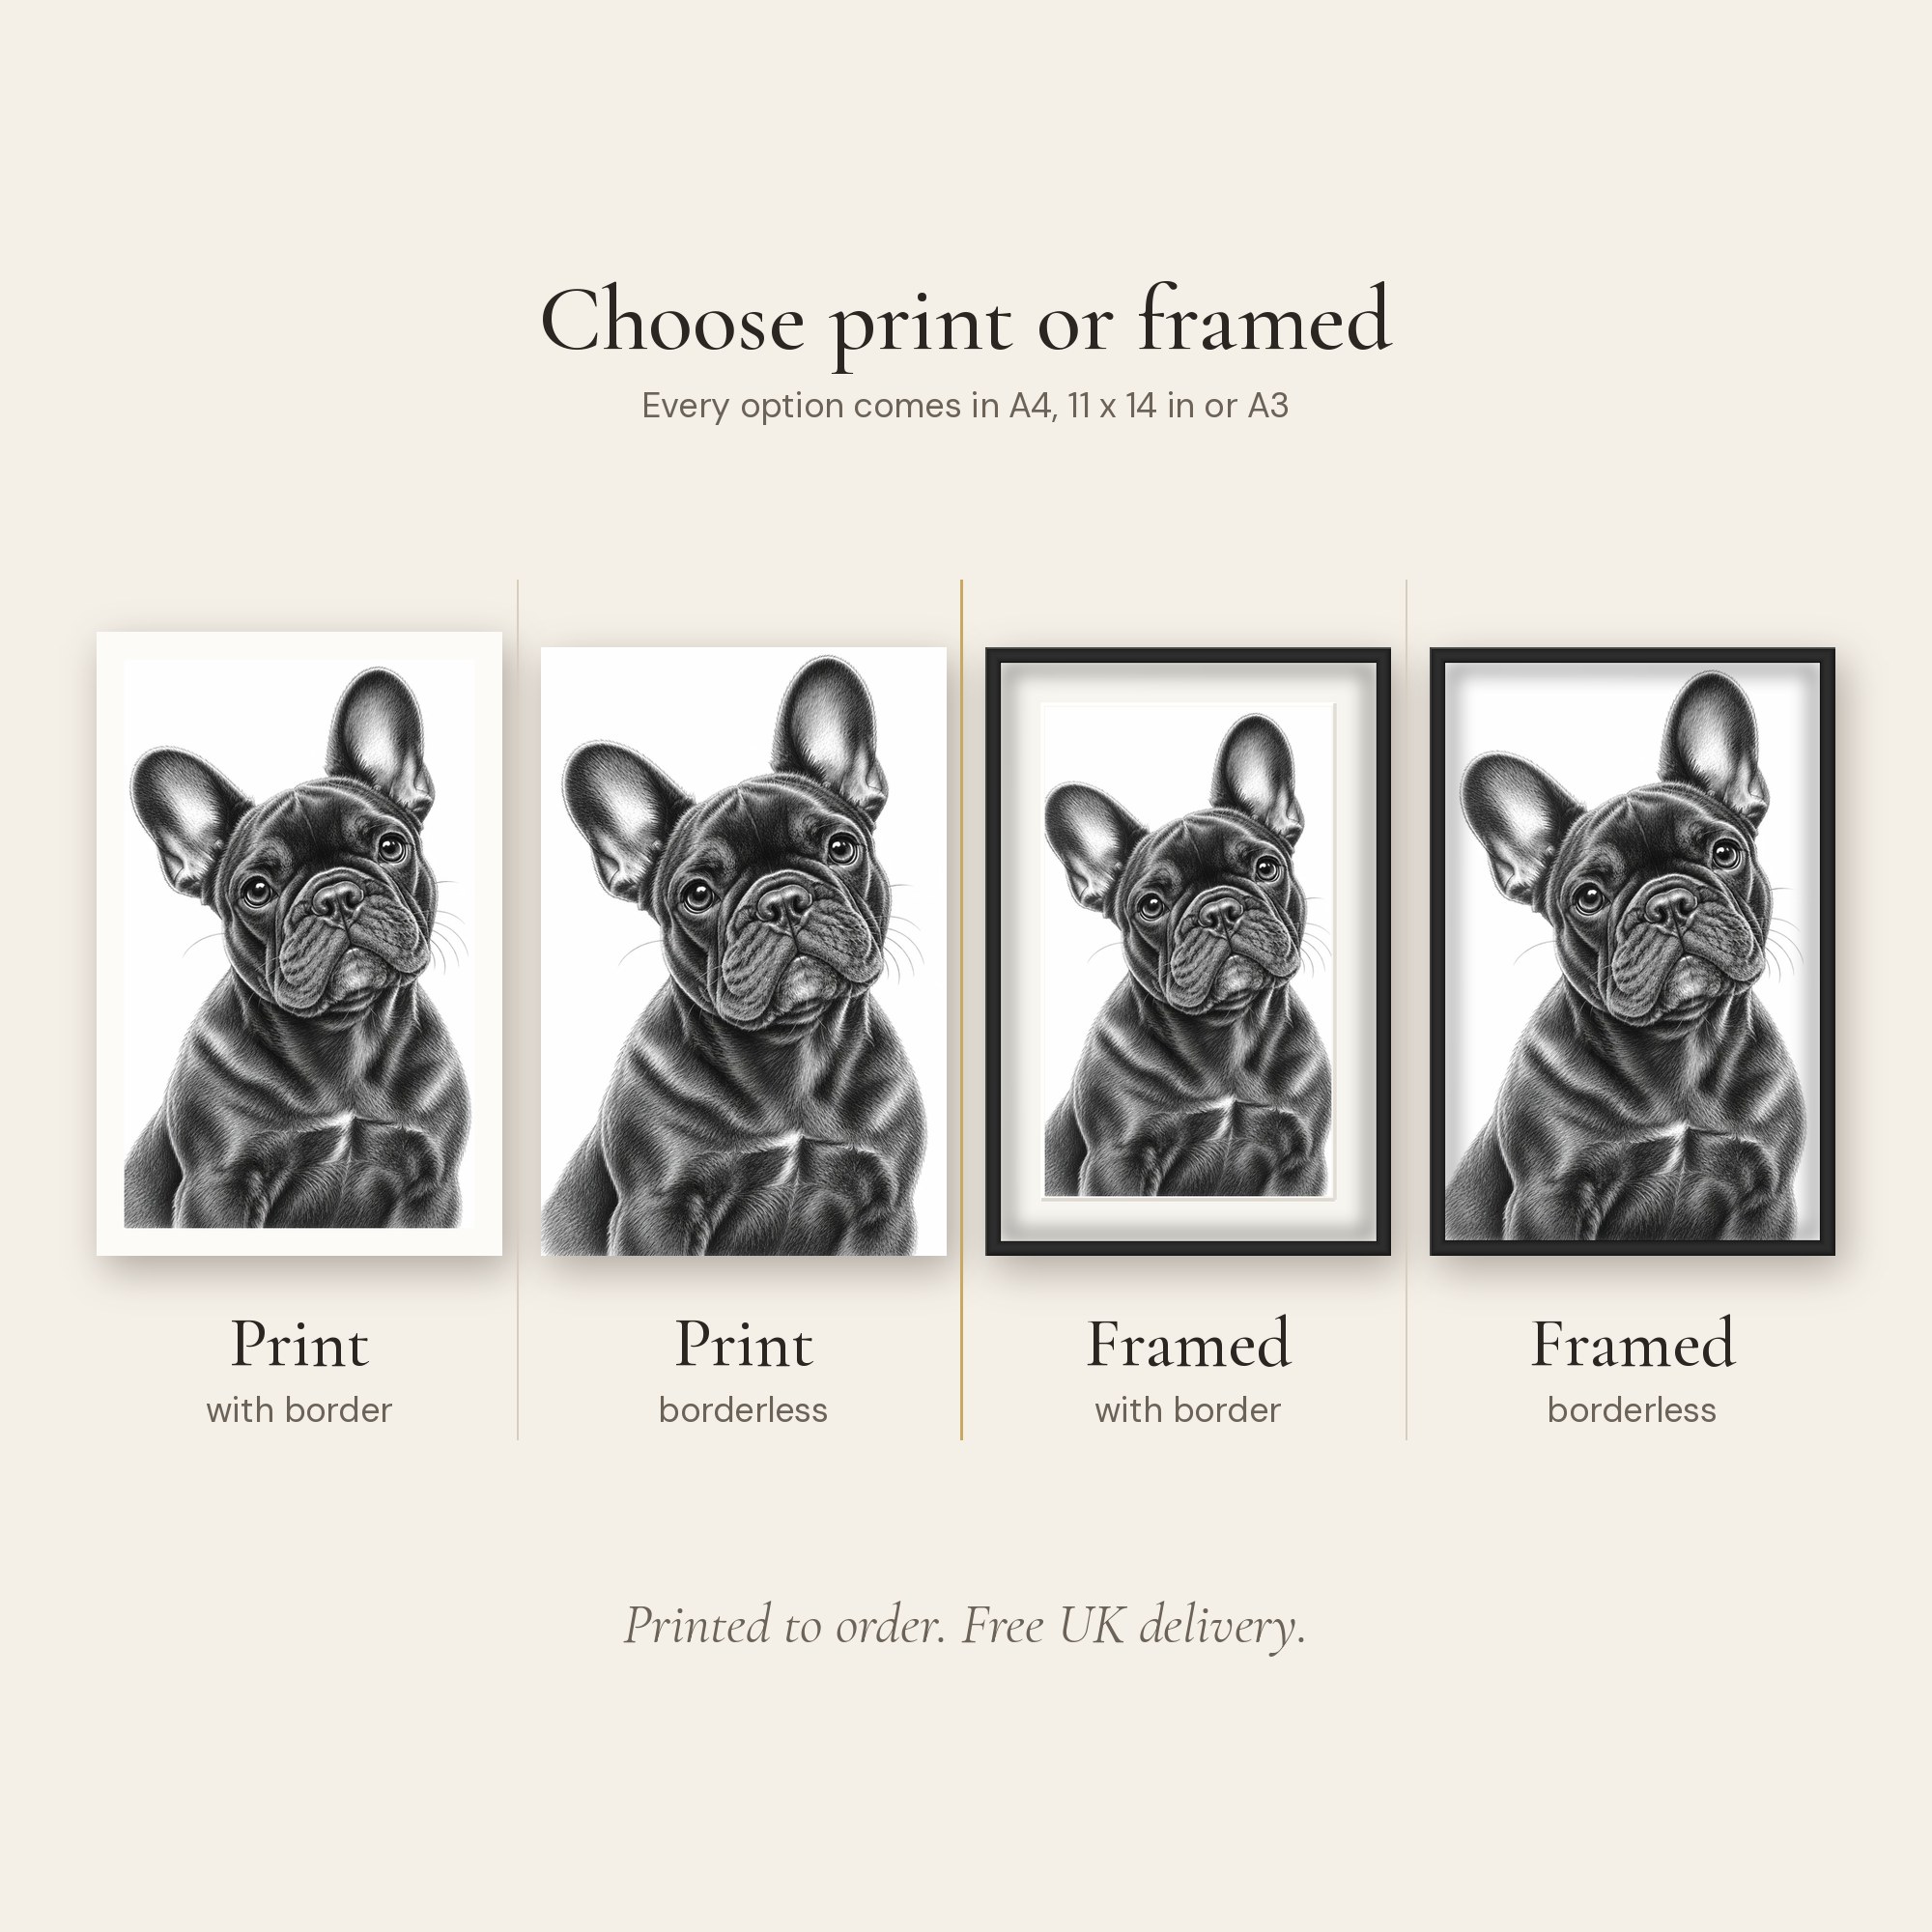 Choose print or framed
Every option comes in A4, 11 x 14 in or A3
Print
with border
Print
borderless
Framed
with border
Framed
borderless
Printed to order. Free UK delivery.